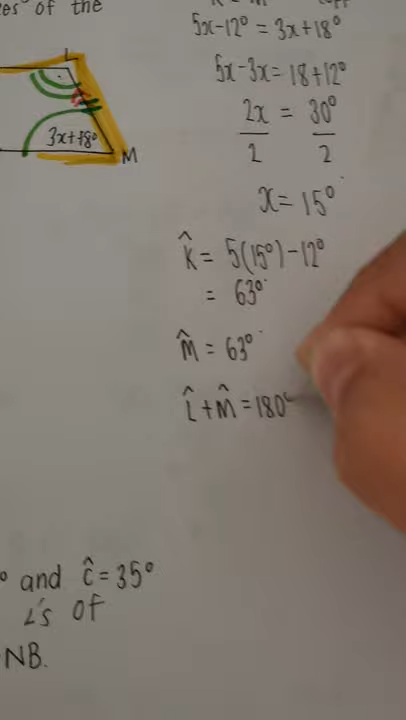 es of the
5x-12° = 3x+18°
5x-3x=18+12°
2x = 30°
2 2
x = 15°
L
3x+18°
M
K̂ = 5(15°)-12°
= 63°
M̂ = 63°
L̂+M̂=180°
° and ĉ=35°
∠'s of
NB.